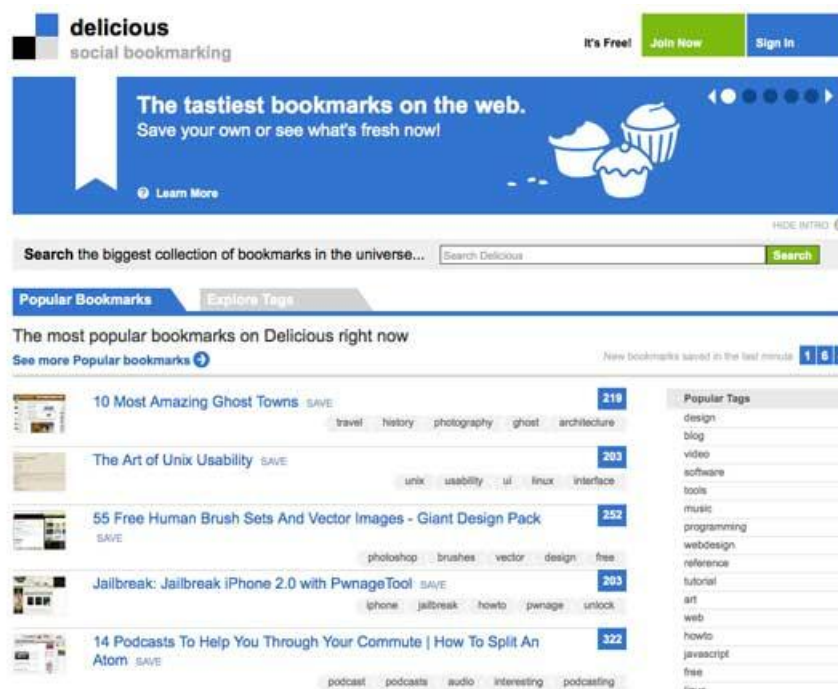 delicious
social bookmarking
It's Free!
Join Now
Sign In
The tastiest bookmarks on the web.
Save your own or see what's fresh now!
Learn More
HIDE INTRO
Search the biggest collection of bookmarks in the universe...
Search Delicious
Search
Popular Bookmarks
Explore Tags
The most popular bookmarks on Delicious right now
See more Popular bookmarks
New bookmarks saved in the last minute
1 6
10 Most Amazing Ghost Towns SAVE
219
travel history photography ghost architecture
The Art of Unix Usability SAVE
203
unix usability ui linux interface
55 Free Human Brush Sets And Vector Images - Giant Design Pack
SAVE
252
photoshop brushes vector design free
Jailbreak: Jailbreak iPhone 2.0 with PwnageTool SAVE
203
iphone jailbreak howto pwnage unlock
14 Podcasts To Help You Through Your Commute | How To Split An
Atom SAVE
322
podcast podcasts audio interesting podcasting
Popular Tags
design
blog
video
software
tools
music
programming
webdesign
reference
tutorial
art
web
howto
javascript
free